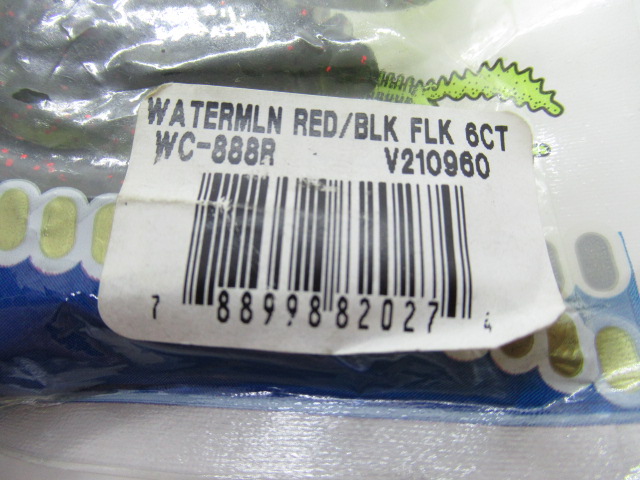 WATERMLN RED/BLK FLK 6CT
WC-888R V210960
7 88998 82027 4